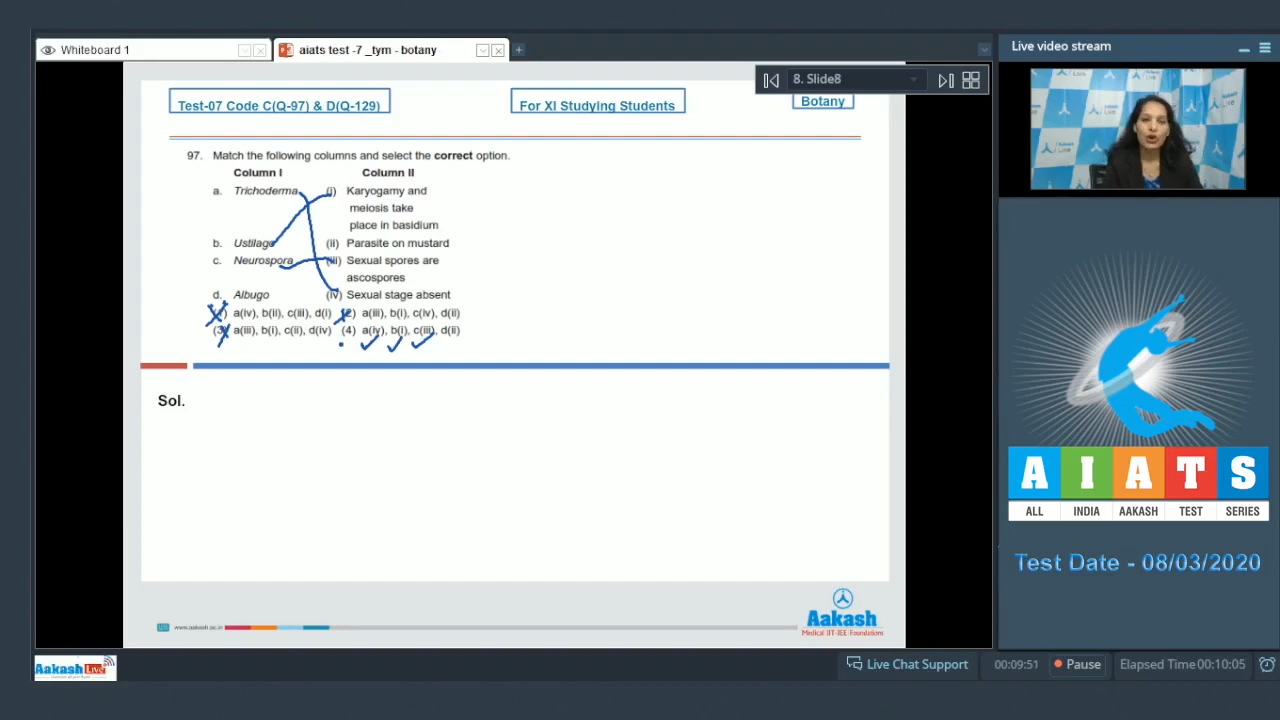 Whiteboard 1
aiats test -7 _tym - botany
Live video stream
8. Slide8
Test-07 Code C(Q-97) & D(Q-129)
For XI Studying Students
Botany
97. Match the following columns and select the correct option.
Column I Column II
a. Trichoderma (i) Karyogamy and
meiosis take
place in basidium
b. Ustilago (ii) Parasite on mustard
c. Neurospora (iii) Sexual spores are
ascospores
d. Albugo (iv) Sexual stage absent
(1) a(iv), b(ii), c(iii), d(i) (2) a(iii), b(i), c(iv), d(ii)
(3) a(iii), b(i), c(ii), d(iv) (4) a(iv), b(i), c(iii), d(ii)
Sol.
www.aakash.ac.in
Aakash
Medical IIT-JEE Foundations
A I A T S
ALL INDIA AAKASH TEST SERIES
Test Date - 08/03/2020
Aakash Live
Live Chat Support
00:09:51
Pause
Elapsed Time 00:10:05